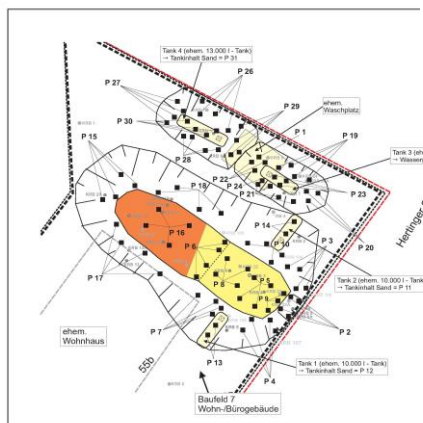 Tank 4 (ehem. 13.000 l - Tank)
→ Tankinhalt Sand = P 31
P 27
P 26
P 29
ehem.
Waschplatz
P 30
P 1
P 19
P 15
Tank 3 (eh
→ Wasser
P 28
P 22
P 24
P 21
P 18
P 23
P 14
P 16
P 6
P 10
P 3
P 20
Hertinger S
P 17
P 8
P 5
P 9
Tank 2 (ehem. 10.000 l - Tank)
→ Tankinhalt Sand = P 11
ehem.
Wohnhaus
P 7
P 2
P 13
Tank 1 (ehem. 10.000 l - Tank)
→ Tankinhalt Sand = P 12
55b
P 4
Baufeld 7
Wohn-/Bürogebäude